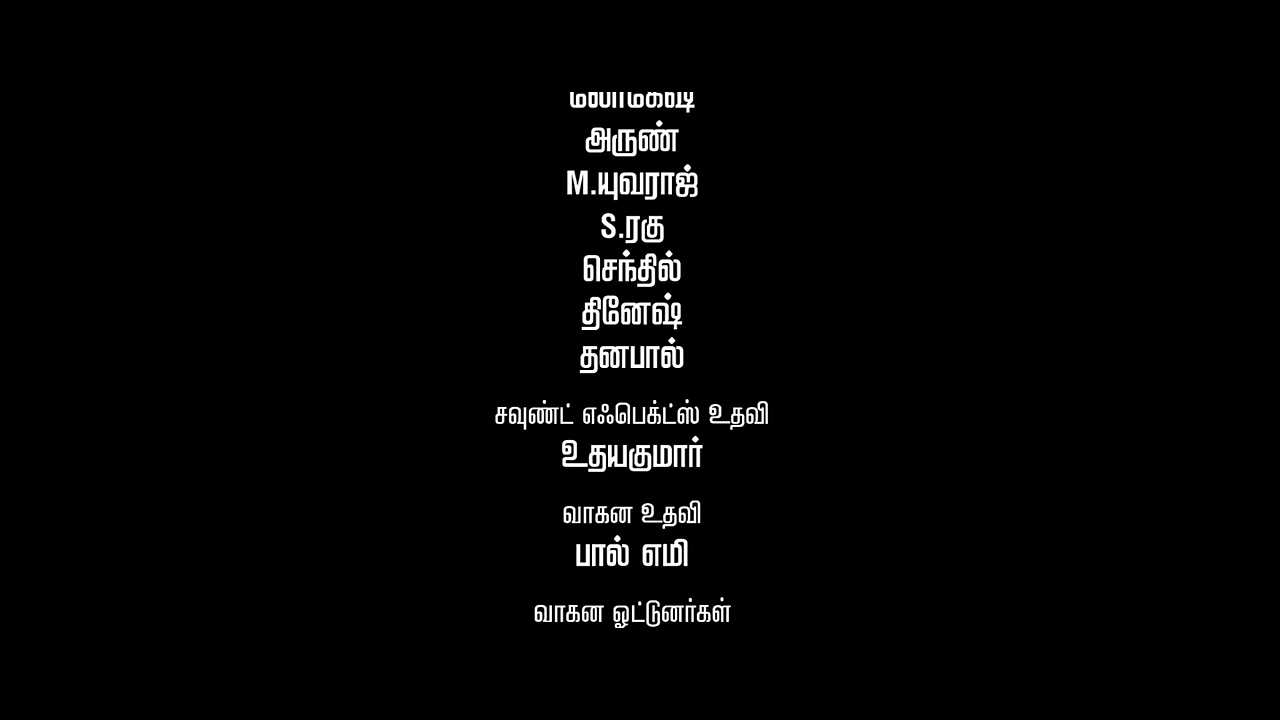 அருண்
M.யுவராஜ்
S.ரகு
செந்தில்
தினேஷ்
தனபால்
சவுண்ட் எஃபெக்ட்ஸ் உதவி
உதயகுமார்
வாகன உதவி
பால் எமி
வாகன ஓட்டுனர்கள்